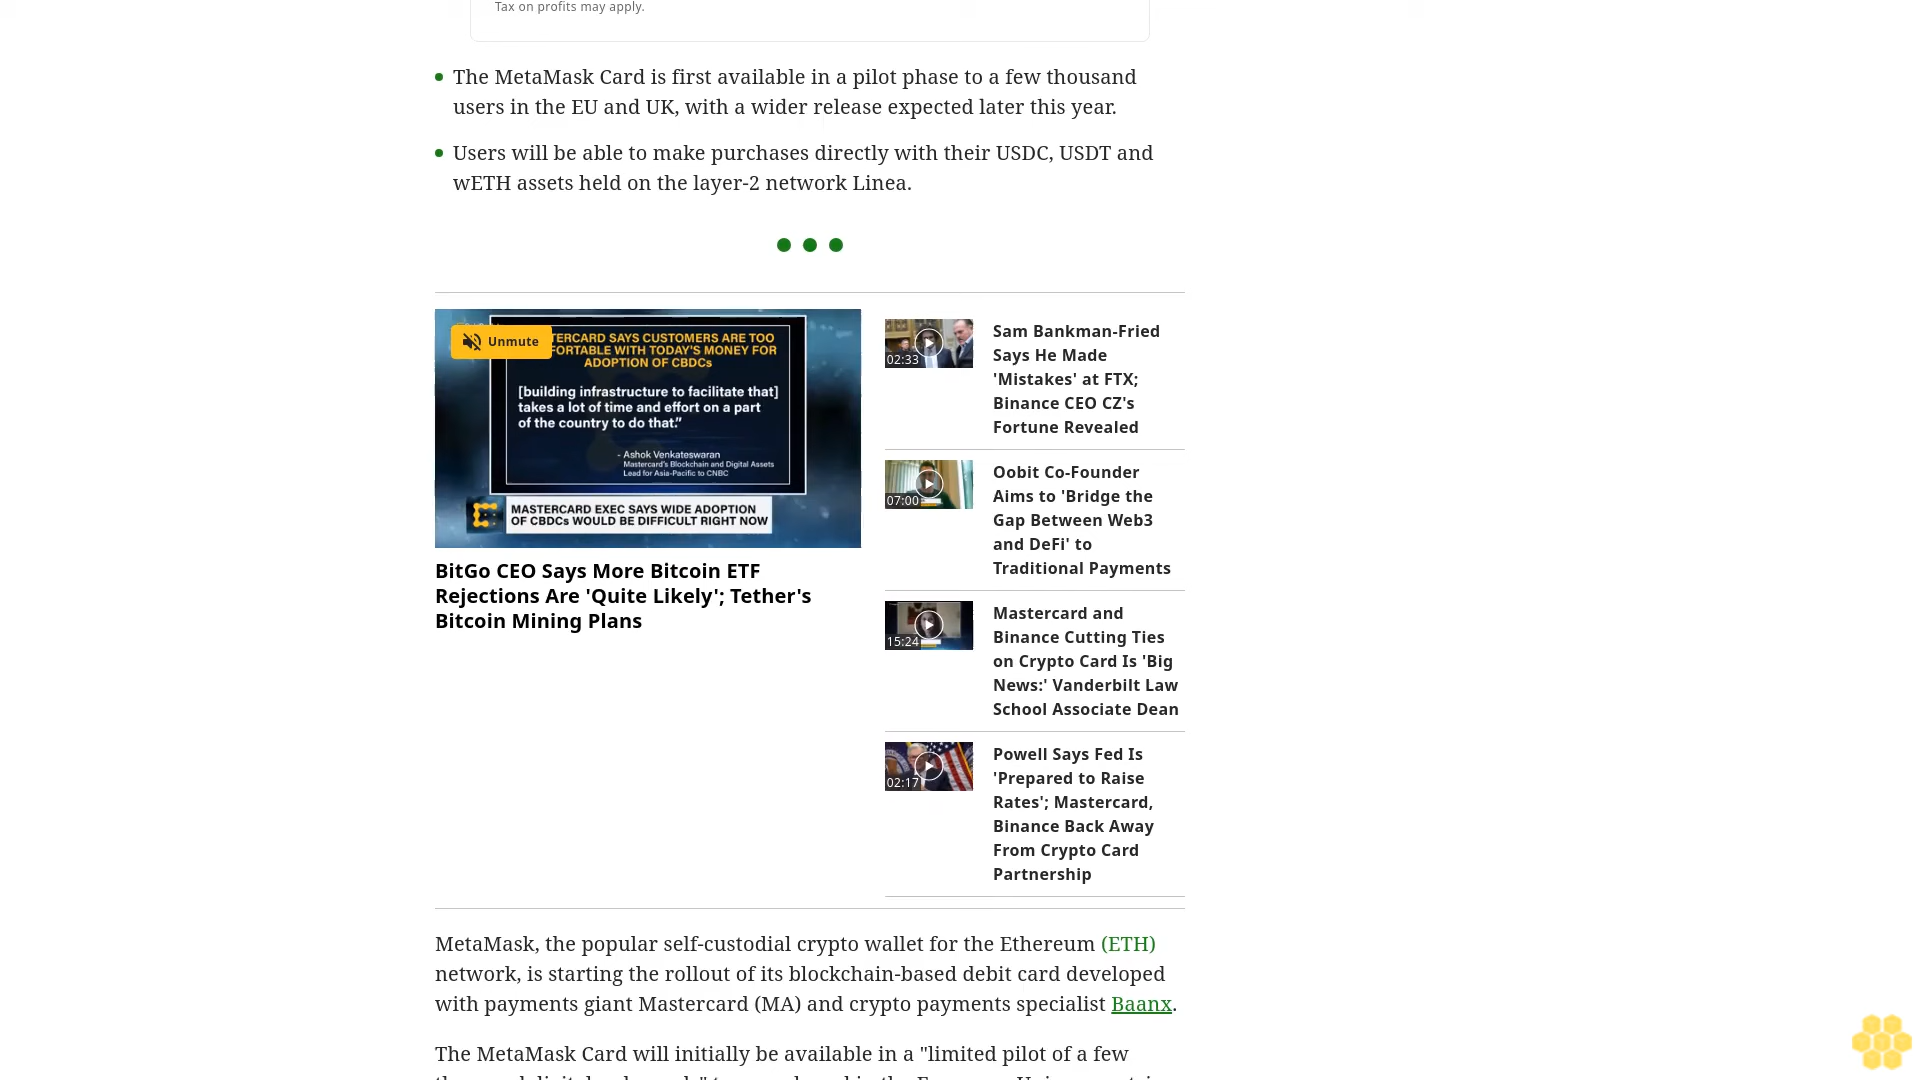 Tax on profits may apply.
The MetaMask Card is first available in a pilot phase to a few thousand
users in the EU and UK, with a wider release expected later this year.
Users will be able to make purchases directly with their USDC, USDT and
wETH assets held on the layer-2 network Linea.
Unmute
TERCARD SAYS CUSTOMERS ARE TOO
FORTABLE WITH TODAY'S MONEY FOR
ADOPTION OF CBDCs
[building infrastructure to facilitate that]
takes a lot of time and effort on a part
of the country to do that."
- Ashok Venkateswaran
Mastercard's Blockchain and Digital Assets
Lead for Asia-Pacific to CNBC
MASTERCARD EXEC SAYS WIDE ADOPTION
OF CBDCs WOULD BE DIFFICULT RIGHT NOW
BitGo CEO Says More Bitcoin ETF
Rejections Are 'Quite Likely'; Tether's
Bitcoin Mining Plans
02:33
Sam Bankman-Fried
Says He Made
'Mistakes' at FTX;
Binance CEO CZ's
Fortune Revealed
07:00
Oobit Co-Founder
Aims to 'Bridge the
Gap Between Web3
and DeFi' to
Traditional Payments
15:24
Mastercard and
Binance Cutting Ties
on Crypto Card Is 'Big
News:' Vanderbilt Law
School Associate Dean
02:17
Powell Says Fed Is
'Prepared to Raise
Rates'; Mastercard,
Binance Back Away
From Crypto Card
Partnership
MetaMask, the popular self-custodial crypto wallet for the Ethereum (ETH)
network, is starting the rollout of its blockchain-based debit card developed
with payments giant Mastercard (MA) and crypto payments specialist Baanx.
The MetaMask Card will initially be available in a "limited pilot of a few